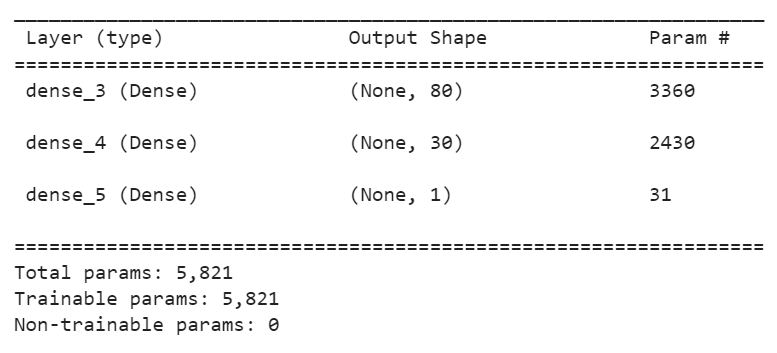 Layer (type) Output Shape Param #
dense_3 (Dense) (None, 80) 3360
dense_4 (Dense) (None, 30) 2430
dense_5 (Dense) (None, 1) 31
Total params: 5,821
Trainable params: 5,821
Non-trainable params: 0